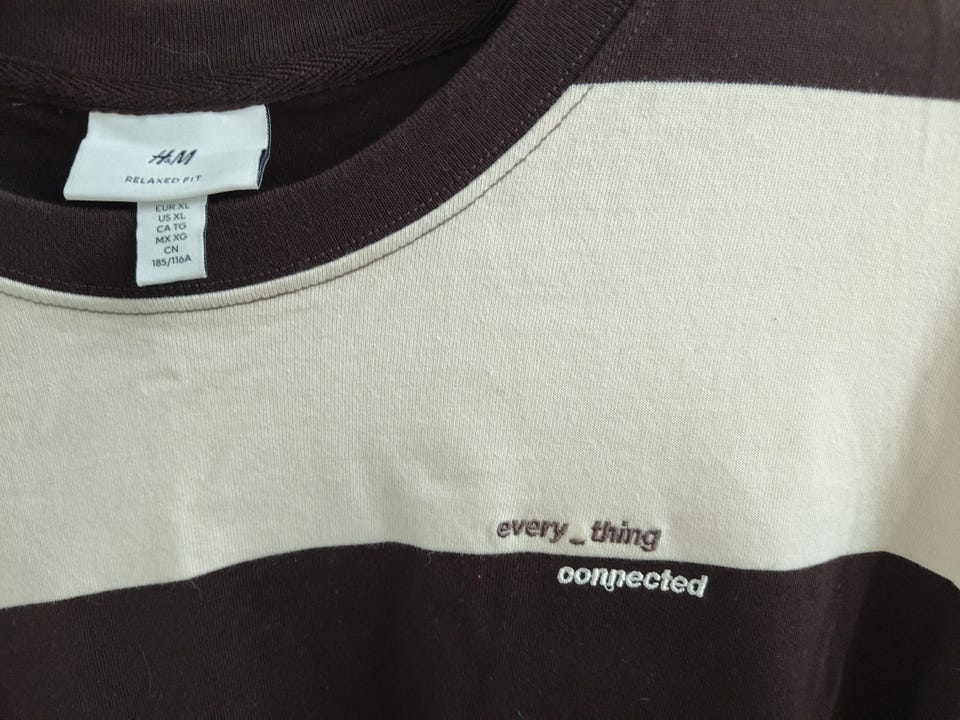 H&M
RELAXED FIT
EUR XL
US XL
CA TG
MX XG
CN
185/116A
every_thing
connected